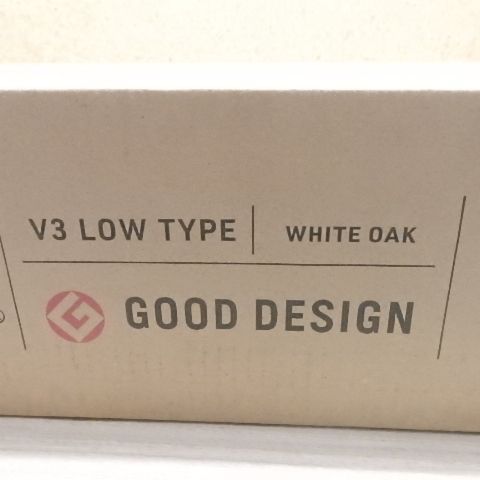 V3 LOW TYPE | WHITE OAK
GOOD DESIGN